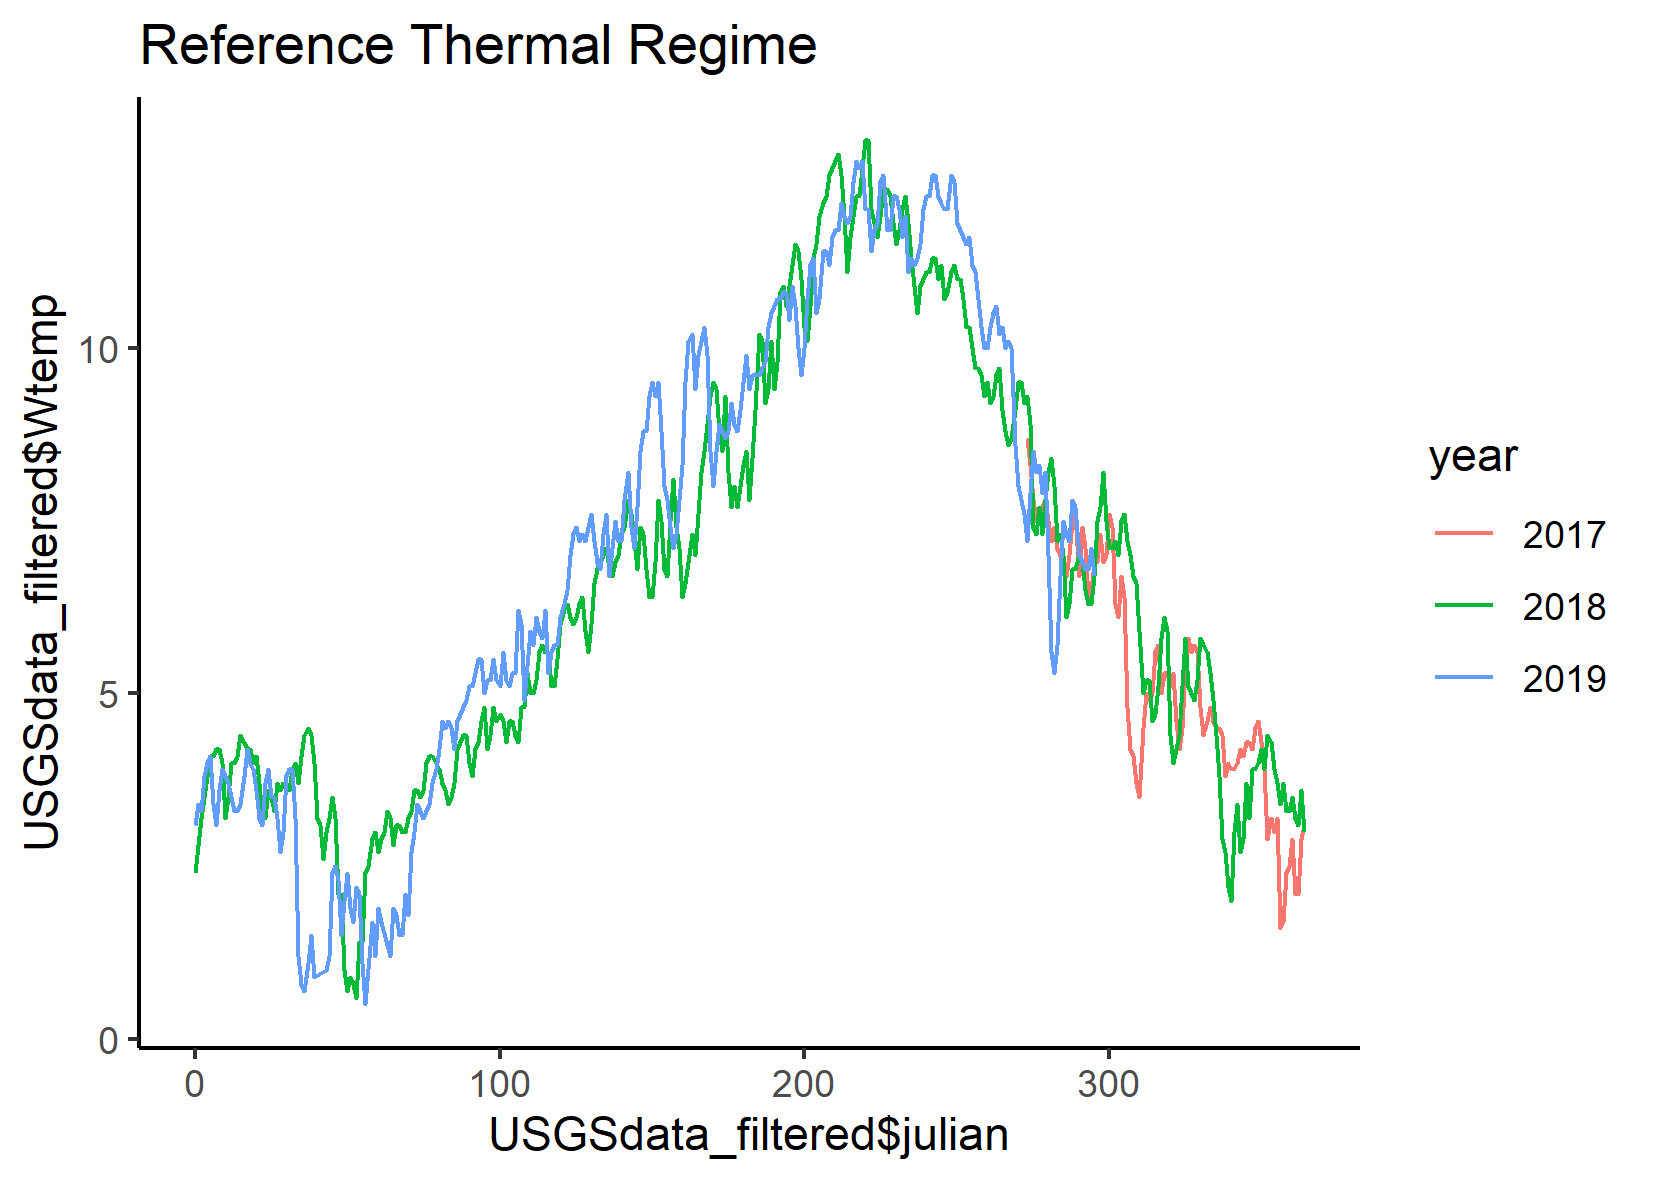 Reference Thermal Regime
USGSdata_filtered$Wtemp
10
5
0
0
100
200
300
USGSdata_filtered$julian
year
2017
2018
2019